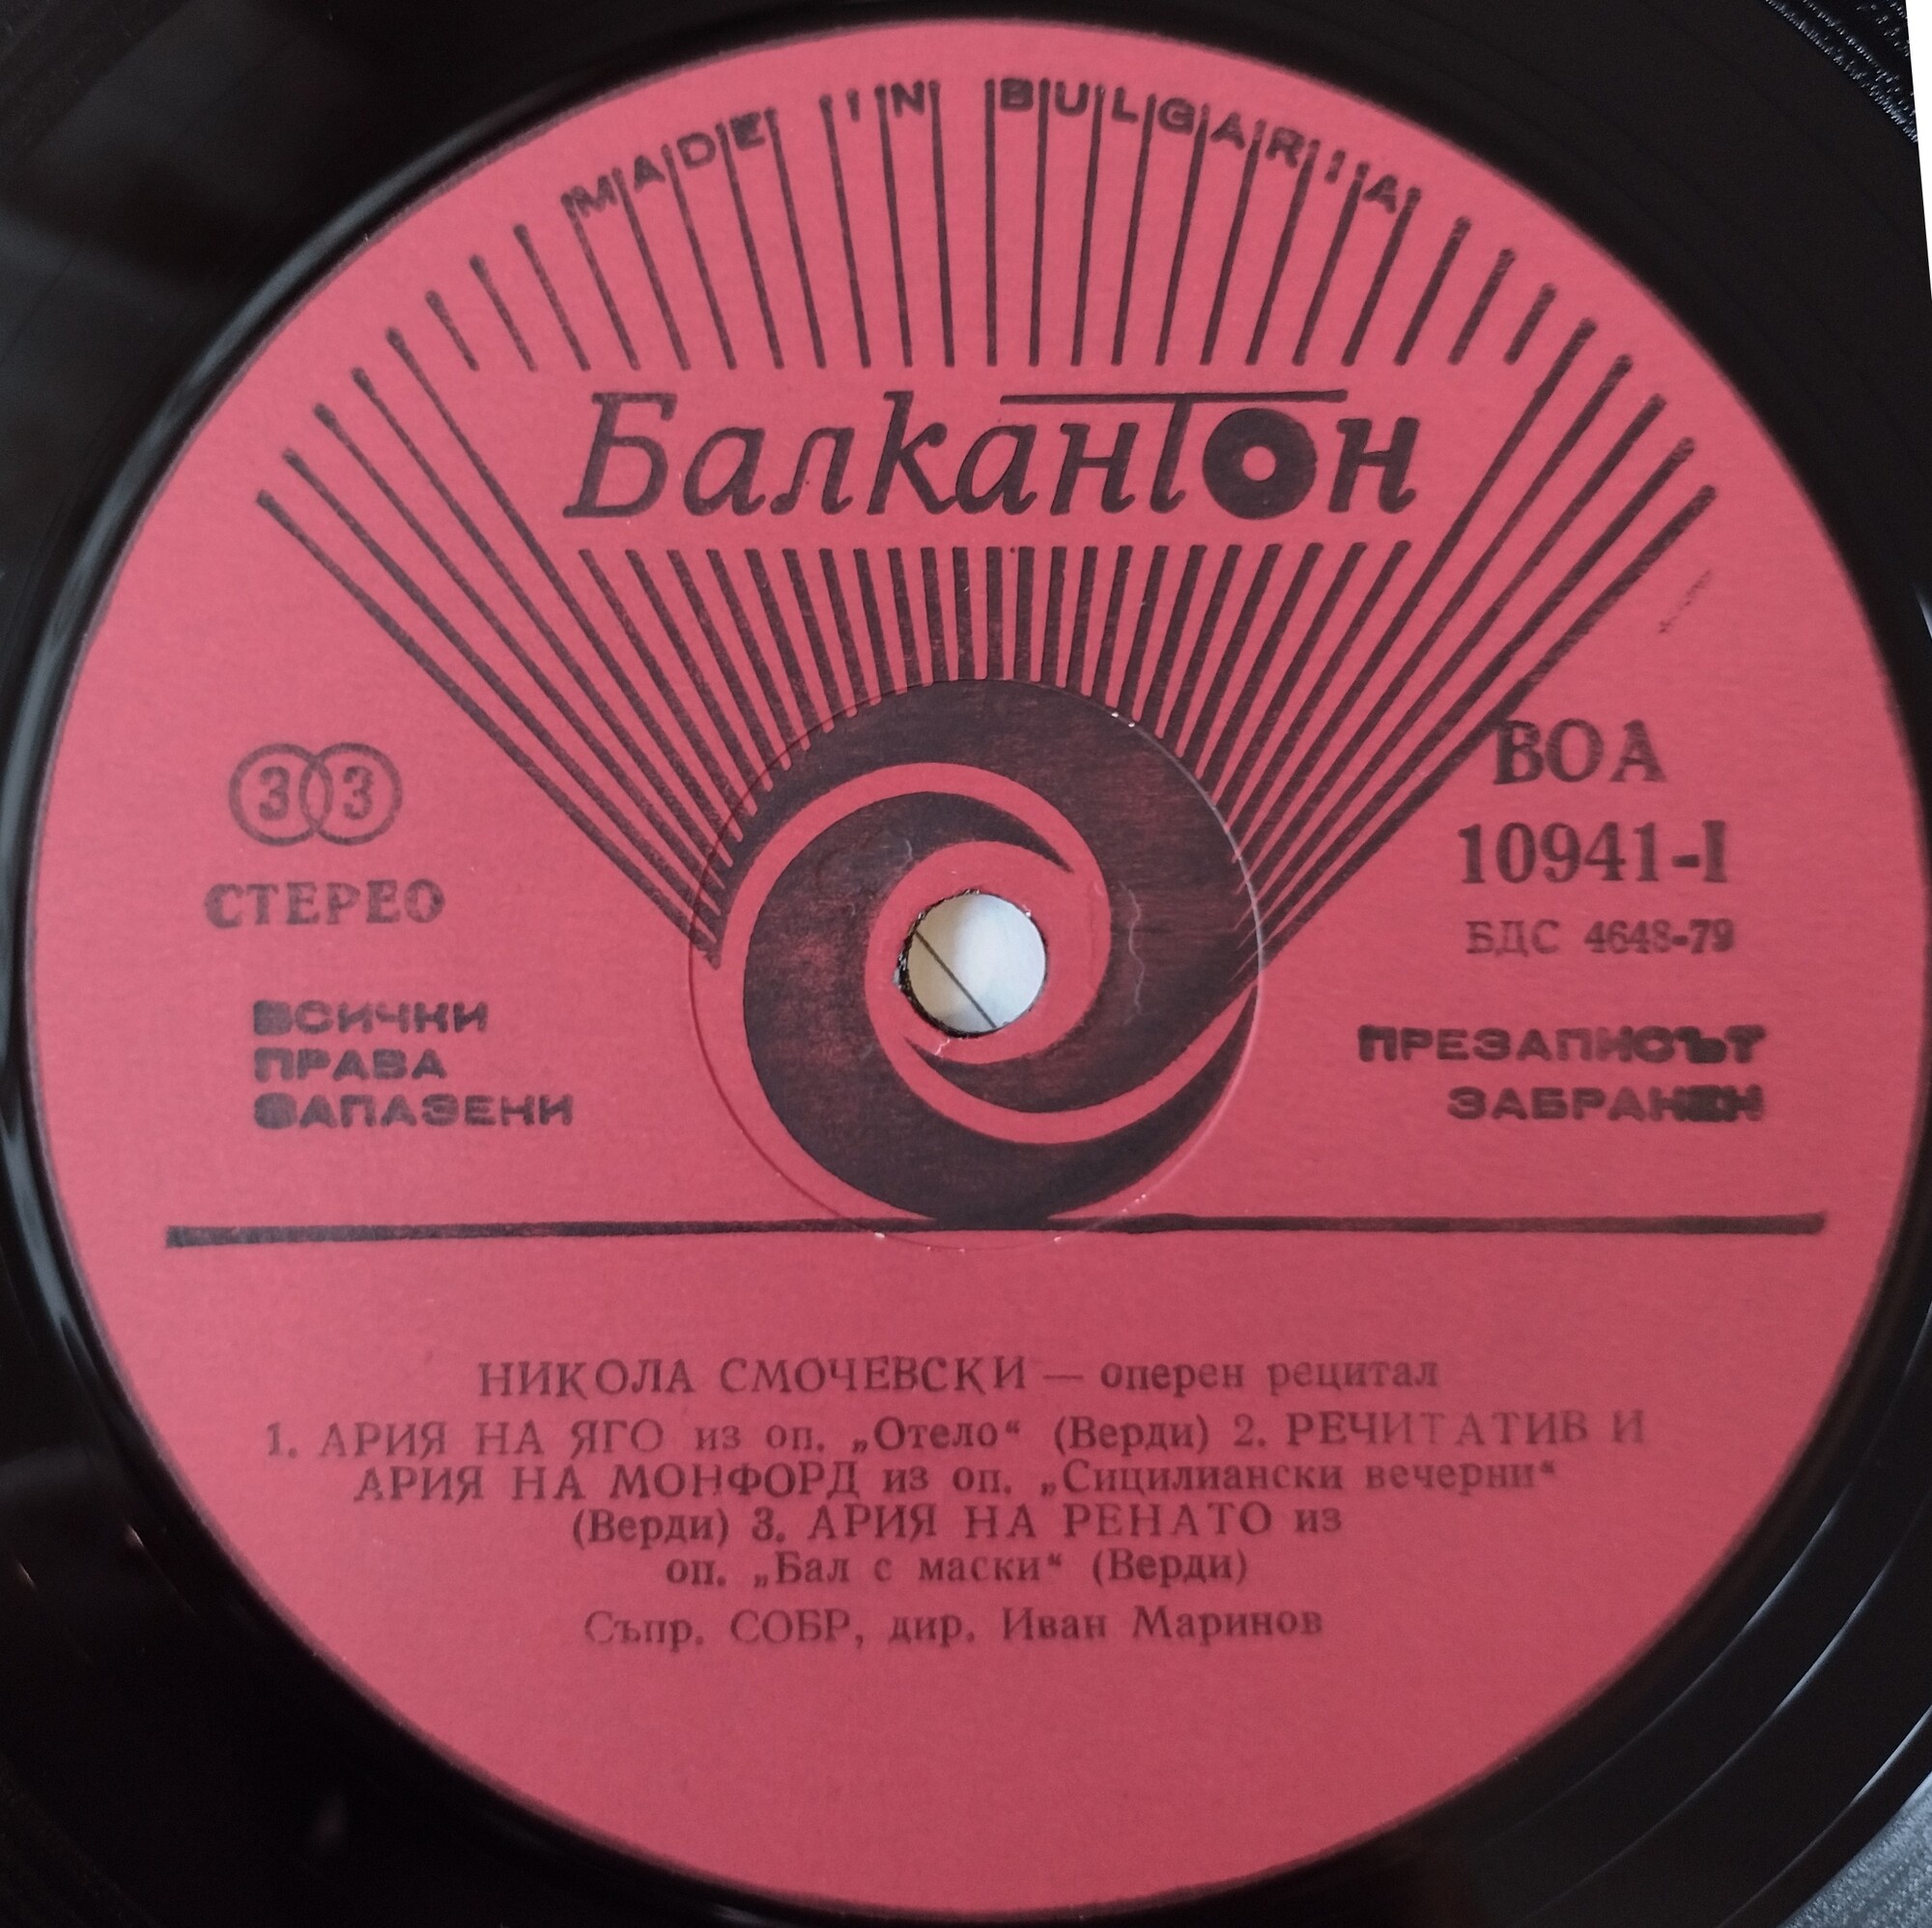 MADE IN BULGARIA
Балкантон
33
СТЕРЕО
ВСИЧКИ
ПРАВА
ЗАПАЗЕНИ
ВОА
10941-I
БДС 4648-79
ПРЕЗАПИСЪТ
ЗАБРАНЕН
НИКОЛА СМОЧЕВСКИ — оперен рецитал
1. АРИЯ НА ЯГО из оп. „Отело“ (Верди) 2. РЕЧИТАТИВ И
АРИЯ НА МОНФОРД из оп. „Сицилиански вечерни“
(Верди) 3. АРИЯ НА РЕНАТО из
оп. „Бал с маски“ (Верди)
Съпр. СОБР, дир. Иван Маринов